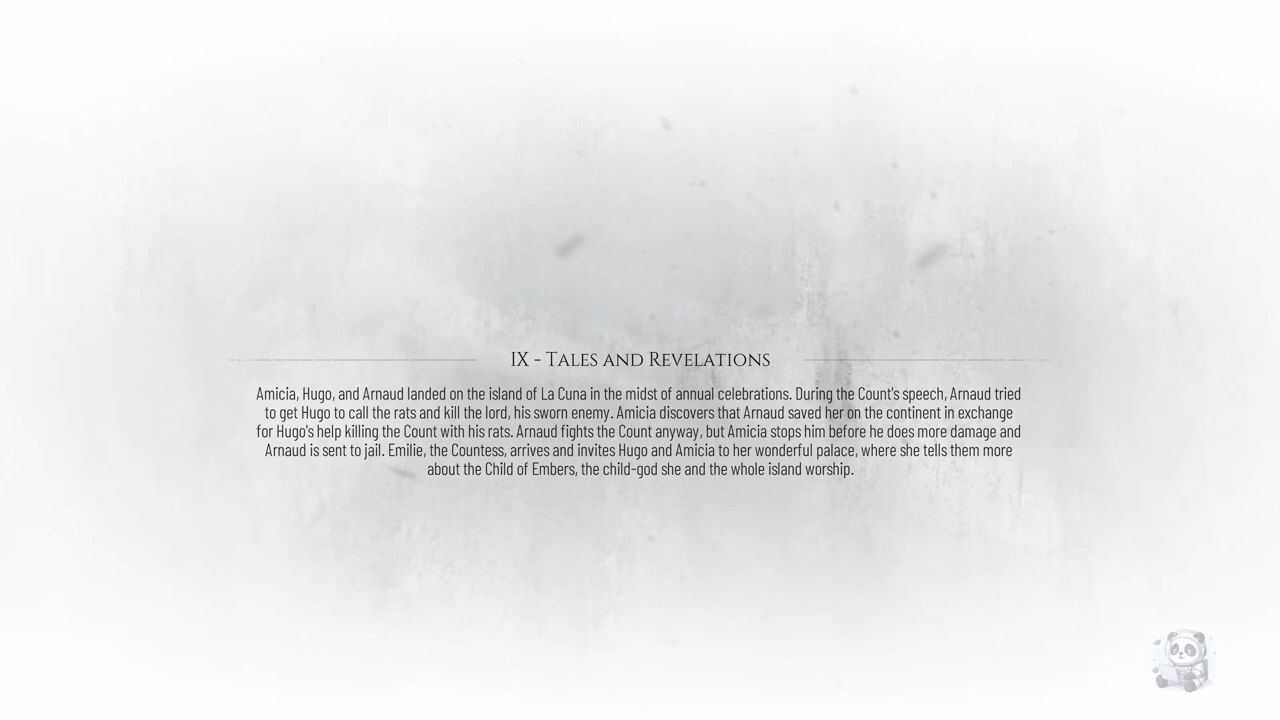 IX - Tales and Revelations
Amicia, Hugo, and Arnaud landed on the island of La Cuna in the midst of annual celebrations. During the Count's speech, Arnaud tried
to get Hugo to call the rats and kill the lord, his sworn enemy. Amicia discovers that Arnaud saved her on the continent in exchange
for Hugo's help killing the Count with his rats. Arnaud fights the Count anyway, but Amicia stops him before he does more damage and
Arnaud is sent to jail. Emilie, the Countess, arrives and invites Hugo and Amicia to her wonderful palace, where she tells them more
about the Child of Embers, the child-god she and the whole island worship.